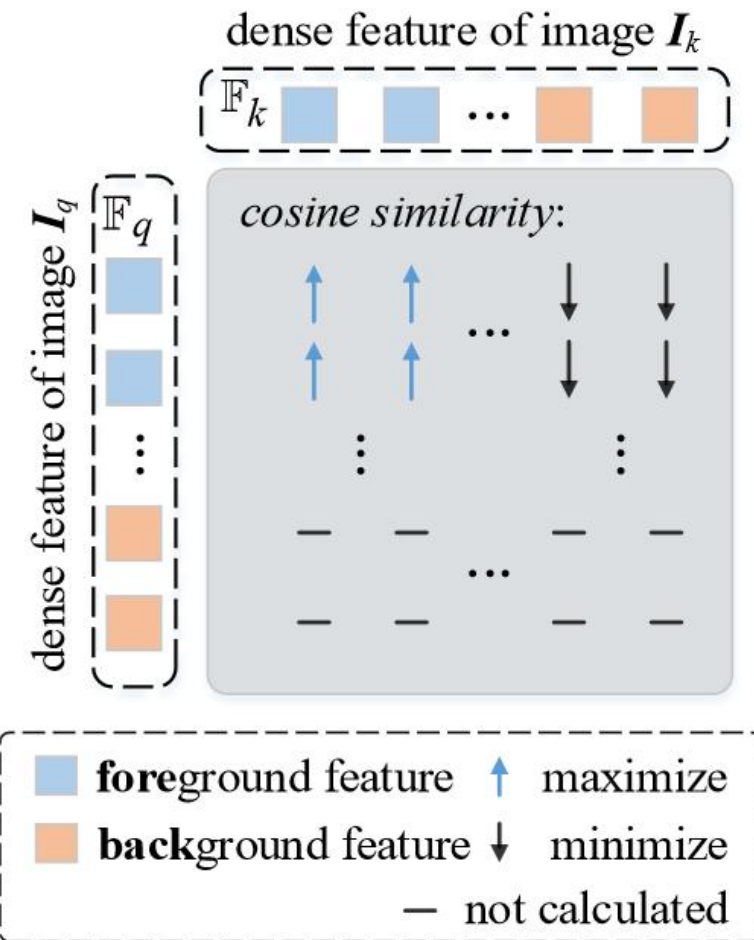 dense feature of image I_k
𝔽_k ...
dense feature of image I_q
𝔽_q
cosine similarity:
foreground feature
maximize
background feature
minimize
not calculated